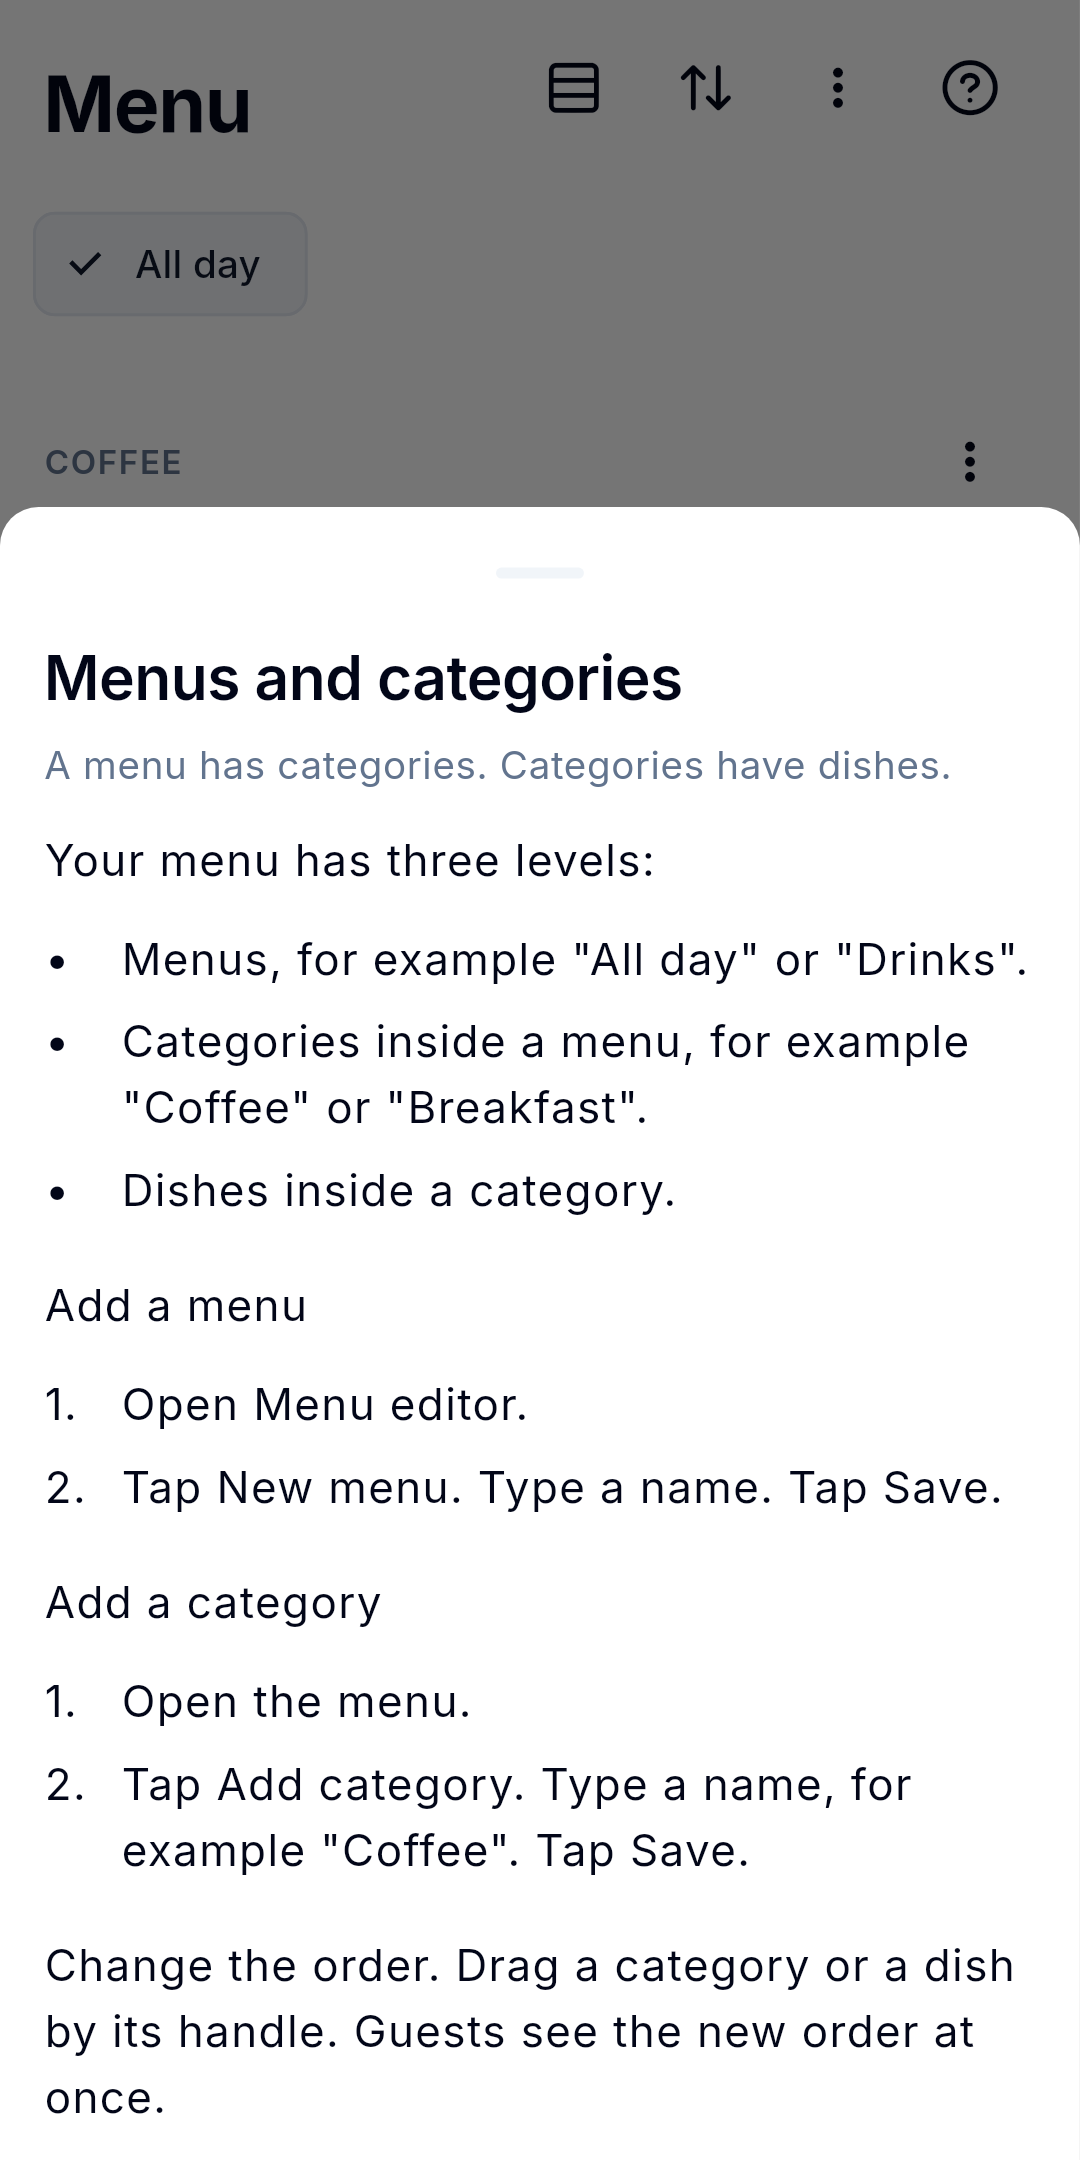 Menu
All day
COFFEE
Menus and categories
A menu has categories. Categories have dishes.
Your menu has three levels:
• Menus, for example "All day" or "Drinks".
• Categories inside a menu, for example
"Coffee" or "Breakfast".
• Dishes inside a category.
Add a menu
1. Open Menu editor.
2. Tap New menu. Type a name. Tap Save.
Add a category
1. Open the menu.
2. Tap Add category. Type a name, for
example "Coffee". Tap Save.
Change the order. Drag a category or a dish
by its handle. Guests see the new order at
once.